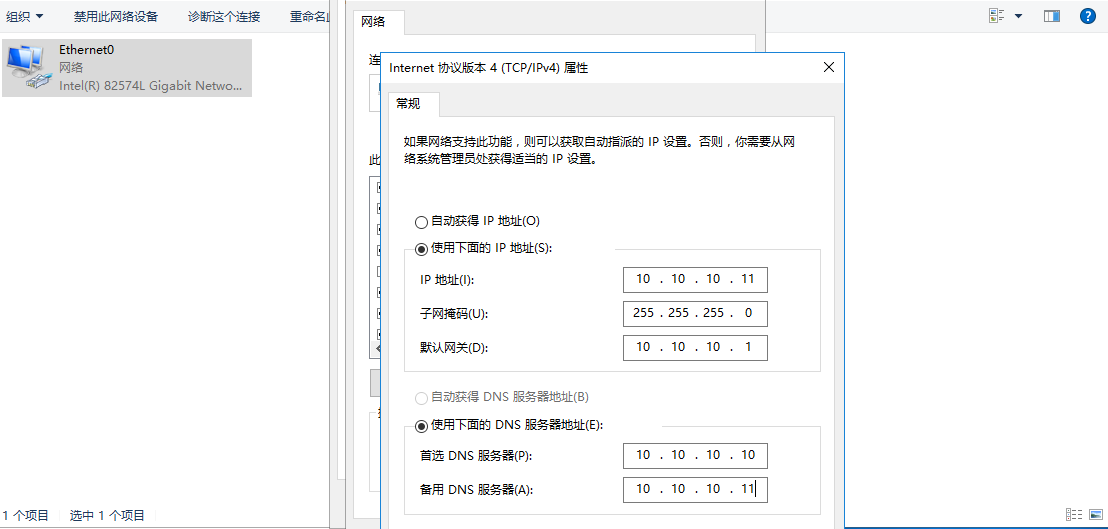 组织 禁用此网络设备 诊断这个连接
Ethernet0
网络
Intel(R) 82574L Gigabit Netwo...
网络
Internet 协议版本 4 (TCP/IPv4) 属性
常规
如果网络支持此功能，则可以获取自动指派的 IP 设置。否则，你需要从网
络系统管理员处获得适当的 IP 设置。
自动获得 IP 地址(O)
使用下面的 IP 地址(S):
IP 地址(I): 10 . 10 . 10 . 11
子网掩码(U): 255 . 255 . 255 . 0
默认网关(D): 10 . 10 . 10 . 1
自动获得 DNS 服务器地址(B)
使用下面的 DNS 服务器地址(E):
首选 DNS 服务器(P): 10 . 10 . 10 . 10
备用 DNS 服务器(A): 10 . 10 . 10 . 11
1 个项目 选中 1 个项目